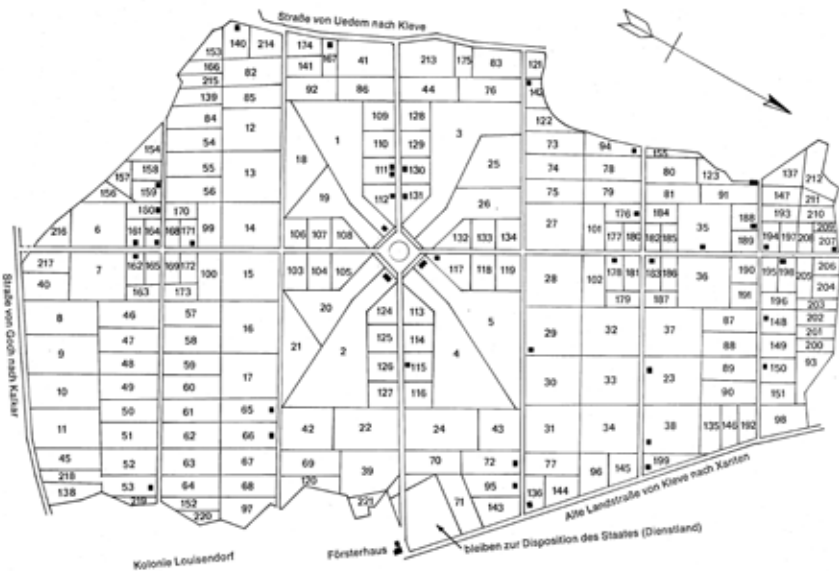 Straße von Uedem nach Kleve
153 140 214 174 167 41 213 175 83 121
166 141
215 82 92 86 44 76 142
139 85 109 128 122
84 12 1 110 129 3 73 94 155
54 154 18 111 130 25 74 78 80 123 137 212
55 13 158 157 159 156 56 19 112 131 26 75 79 81 91 147 211
216 6 160 170 99 14 106 107 108 132 133 134 27 101 176 184 35 188 193 210
161 164 168 171 177 180 182 185 189 194 197 208 209 207
217 7 162 165 169 172 100 15 103 104 105 117 118 119 28 102 178 181 183 186 36 190 195 198 205 206
40 163 173 20 179 187 191 196 204
8 46 57 16 21 124 113 5 29 32 37 87 148 203
9 47 58 2 125 114 4 88 149 202
48 59 17 126 115 30 33 23 89 150 201
10 49 60 127 116 90 151 200
50 61 65 93
11 51 62 66 42 22 24 43 31 34 38 135 146 192 98
45 52 63 67 69 39 70 72 77 96 145 199
218 53 64 68 120 71 95 136 144
138 219 152 97 221 143
220
Straße von Goch nach Kalkar
Alte Landstraße von Kleve nach Xanten
bleiben zur Disposition des Staates (Dienstland)
Försterhaus
Kolonie Louisendorf